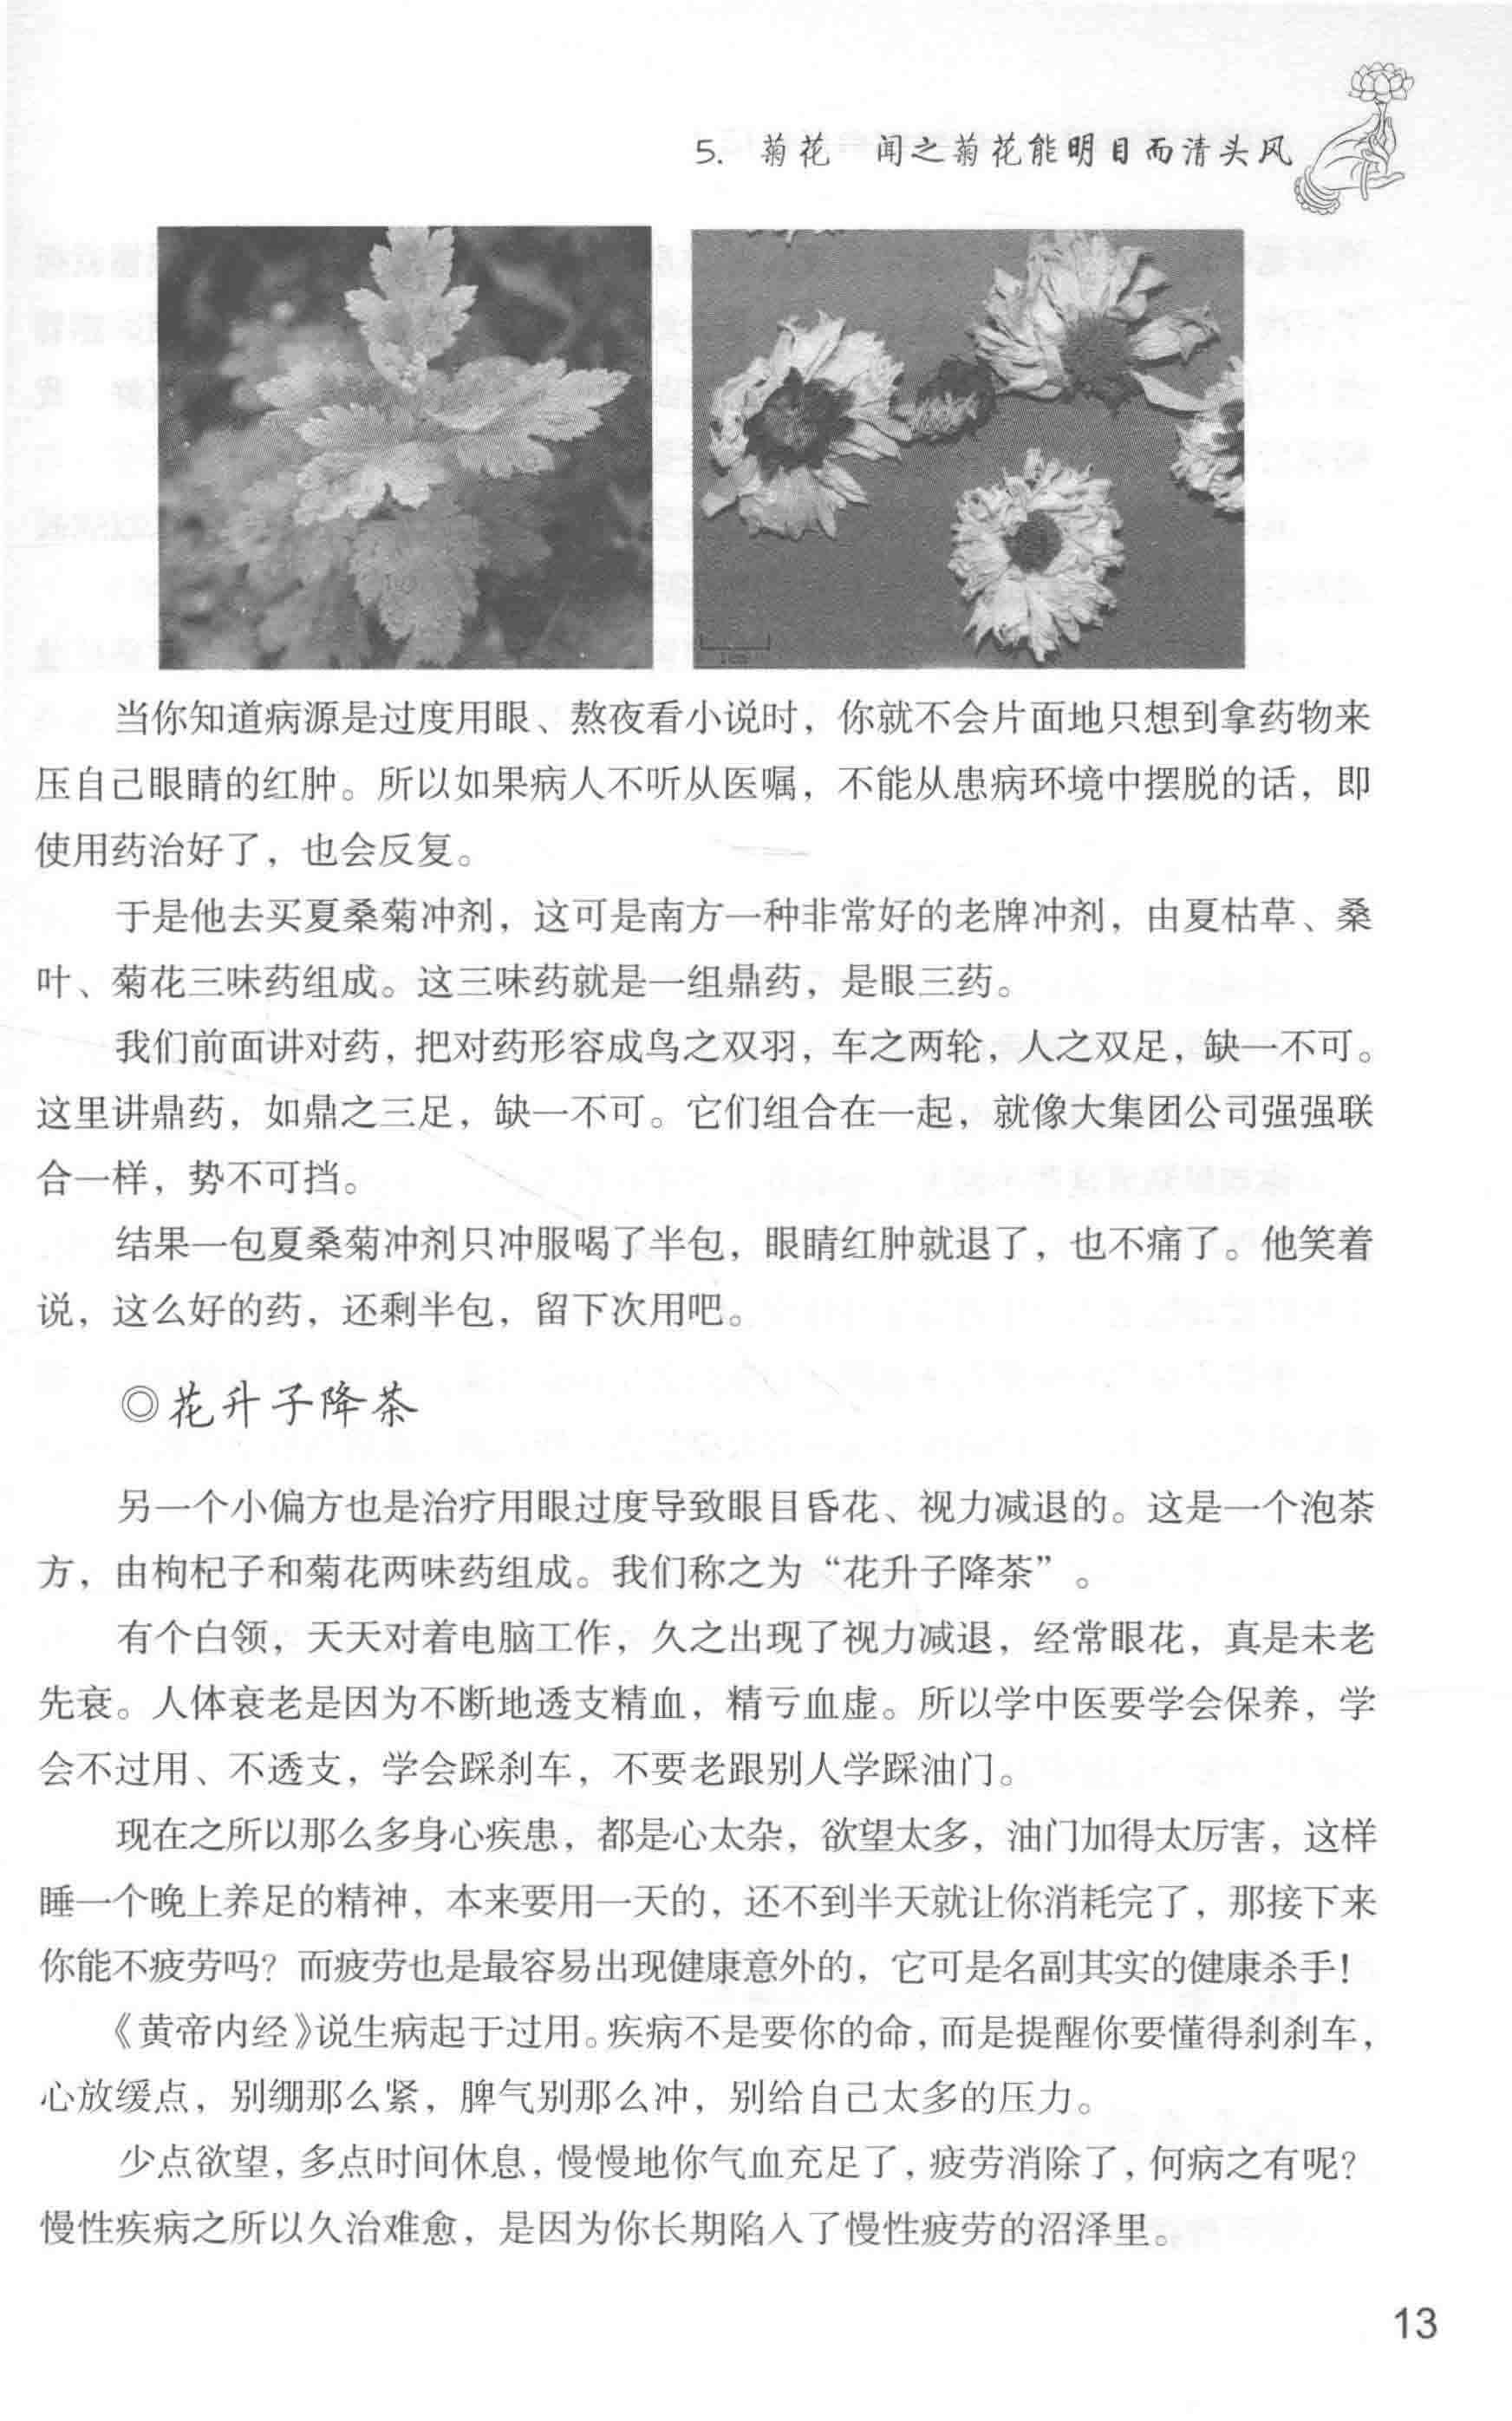 5. 菊花 闻之菊花能明目而清头风
当你知道病源是过度用眼、熬夜看小说时，你就不会片面地只想到拿药物来
压自己眼睛的红肿。所以如果病人不听从医嘱，不能从患病环境中摆脱的话，即
使用药治好了，也会反复。
于是他去买夏桑菊冲剂，这可是南方一种非常好的老牌冲剂，由夏枯草、桑
叶、菊花三味药组成。这三味药就是一组鼎药，是眼三药。
我们前面讲对药，把对药形容成鸟之双羽，车之两轮，人之双足，缺一不可。
这里讲鼎药，如鼎之三足，缺一不可。它们组合在一起，就像大集团公司强强联
合一样，势不可挡。
结果一包夏桑菊冲剂只冲服喝了半包，眼睛红肿就退了，也不痛了。他笑着
说，这么好的药，还剩半包，留下次用吧。
◎花升子降茶
另一个小偏方也是治疗用眼过度导致眼目昏花、视力减退的。这是一个泡茶
方，由枸杞子和菊花两味药组成。我们称之为“花升子降茶”。
有个白领，天天对着电脑工作，久之出现了视力减退，经常眼花，真是未老
先衰。人体衰老是因为不断地透支精血，精亏血虚。所以学中医要学会保养，学
会不过用、不透支，学会踩刹车，不要老跟别人学踩油门。
现在之所以那么多身心疾患，都是心太杂，欲望太多，油门加得太厉害，这样
睡一个晚上养足的精神，本来要用一天的，还不到半天就让你消耗完了，那接下来
你能不疲劳吗？而疲劳也是最容易出现健康意外的，它可是名副其实的健康杀手！
《黄帝内经》说生病起于过用。疾病不是要你的命，而是提醒你要懂得刹刹车，
心放缓点，别绷那么紧，脾气别那么冲，别给自己太多的压力。
少点欲望，多点时间休息，慢慢地你气血充足了，疲劳消除了，何病之有呢？
慢性疾病之所以久治难愈，是因为你长期陷入了慢性疲劳的沼泽里。
13